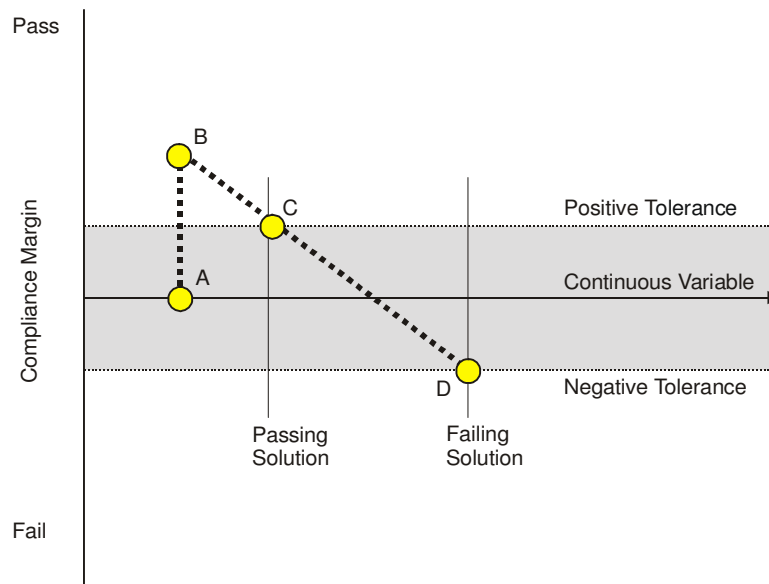 Pass
B
C
Positive Tolerance
A
Continuous Variable
Compliance Margin
D
Negative Tolerance
Passing
Solution
Failing
Solution
Fail